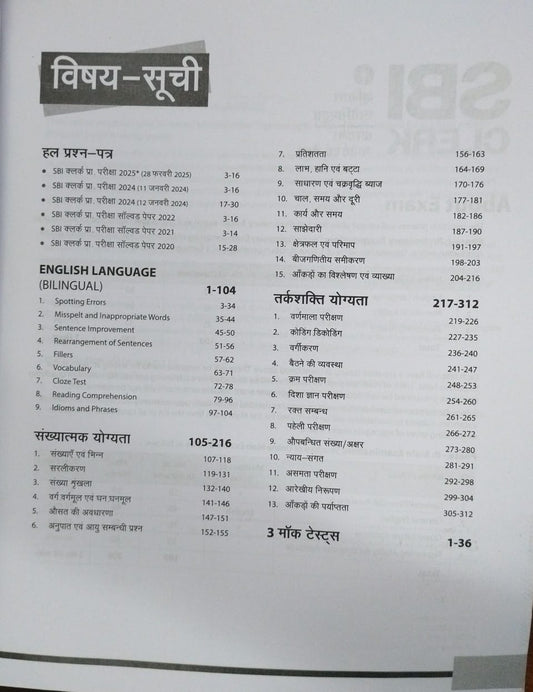 विषय-सूची
हल प्रश्न-पत्र
• SBI क्लर्क प्रा. परीक्षा 2025* (28 फरवरी 2025) 3-16
• SBI क्लर्क प्रा. परीक्षा 2024 (11 जनवरी 2024) 3-16
• SBI क्लर्क प्रा. परीक्षा 2024 (12 जनवरी 2024) 17-30
• SBI क्लर्क प्रा. परीक्षा सॉल्वड पेपर 2022 3-16
• SBI क्लर्क प्रा. परीक्षा सॉल्वड पेपर 2021 3-14
• SBI क्लर्क प्रा. परीक्षा सॉल्वड पेपर 2020 15-28
ENGLISH LANGUAGE
(BILINGUAL) 1-104
1. Spotting Errors 3-34
2. Misspelt and Inappropriate Words 35-44
3. Sentence Improvement 45-50
4. Rearrangement of Sentences 51-56
5. Fillers 57-62
6. Vocabulary 63-71
7. Cloze Test 72-78
8. Reading Comprehension 79-96
9. Idioms and Phrases 97-104
संख्यात्मक योग्यता 105-216
1. संख्याएँ एवं भिन्न 107-118
2. सरलीकरण 119-131
3. संख्या श्रृखला 132-140
4. वर्ग वर्गमूल एवं घन घनमूल 141-146
5. औसत की अवधारणा 147-151
6. अनुपात एवं आयु सम्बन्धी प्रश्न 152-155
7. प्रतिशतता 156-163
8. लाभ, हानि एवं बट्टा 164-169
9. साधारण एवं चक्रवृद्धि ब्याज 170-176
10. चाल, समय और दूरी 177-181
11. कार्य और समय 182-186
12. साझेदारी 187-190
13. क्षेत्रफल एवं परिमाप 191-197
14. बीजगणितीय समीकरण 198-203
15. आँकड़ो का विश्लेषण एवं व्याख्या 204-216
तर्कशक्ति योग्यता 217-312
1. वर्णमाला परीक्षण 219-226
2. कोडिंग डिकोडिंग 227-235
3. वर्गीकरण 236-240
4. बैठने की व्यवस्था 241-247
5. क्रम परीक्षण 248-253
6. दिशा ज्ञान परीक्षण 254-260
7. रक्त सम्बन्ध 261-265
8. पहेली परीक्षण 266-272
9. औपबन्धित संख्या/अक्षर 273-280
10. न्याय-संगत 281-291
11. असमता परीक्षण 292-298
12. आरेखीय निरूपण 299-304
13. आँकड़ों की पर्याप्तता 305-312
3 मॉक टेस्ट्स 1-36
SBI
CLERK